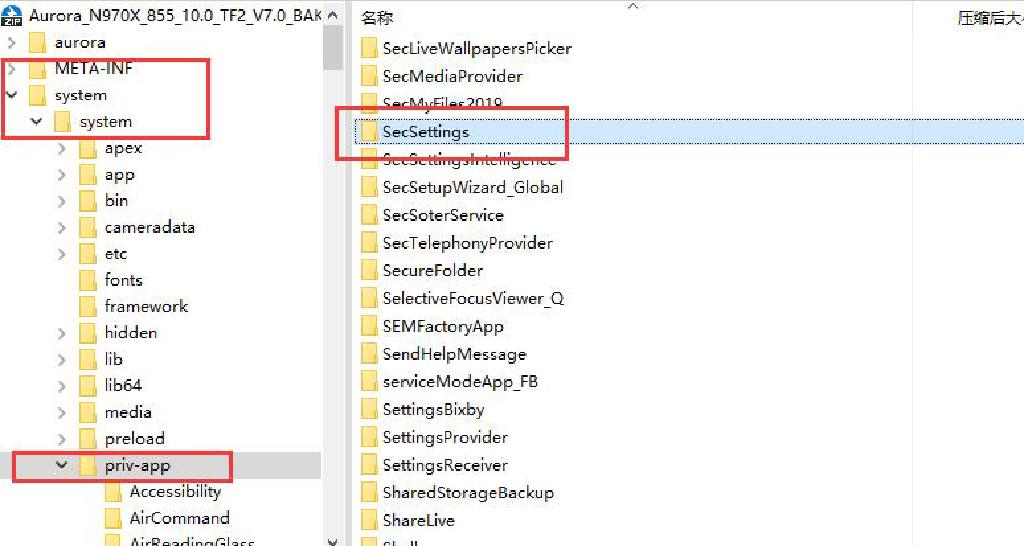 Aurora_N970X_855_10.0_TF2_V7.0_BAK
aurora
META-INF
system
system
apex
app
bin
cameradata
etc
fonts
framework
hidden
lib
lib64
media
preload
priv-app
Accessibility
AirCommand
AirReadingGlass
名称
压缩后大小
SecLiveWallpapersPicker
SecMediaProvider
SecMyFiles2019
SecSettings
SecSettingsIntelligence
SecSetupWizard_Global
SecSoterService
SecTelephonyProvider
SecureFolder
SelectiveFocusViewer_Q
SEMFactoryApp
SendHelpMessage
serviceModeApp_FB
SettingsBixby
SettingsProvider
SettingsReceiver
SharedStorageBackup
ShareLive